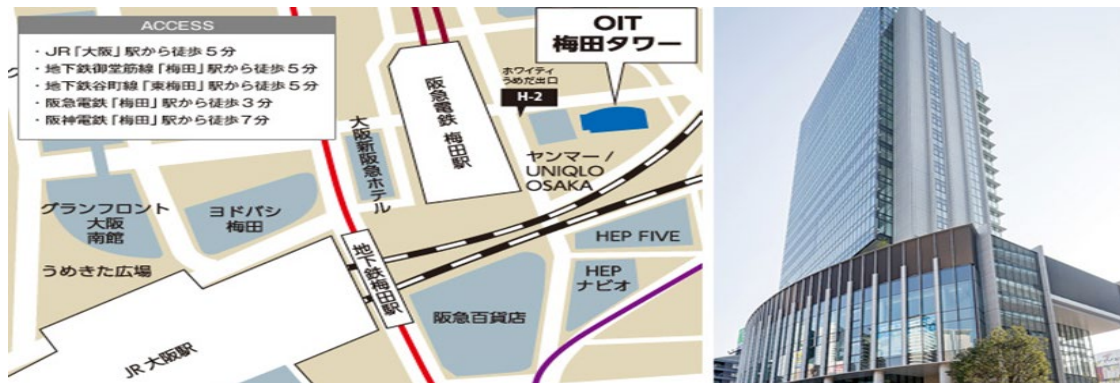 ACCESS
・JR「大阪」駅から徒歩5分
・地下鉄御堂筋線「梅田」駅から徒歩5分
・地下鉄谷町線「東梅田」駅から徒歩5分
・阪急電鉄「梅田」駅から徒歩3分
・阪神電鉄「梅田」駅から徒歩7分
OIT
梅田タワー
ホワイティ
うめだ出口
H-2
阪急電鉄 梅田駅
大阪新阪急ホテル
ヤンマー/
UNIQLO
OSAKA
グランフロント
大阪
南館
ヨドバシ
梅田
うめきた広場
地下鉄梅田駅
HEP FIVE
HEP
ナビオ
阪急百貨店
JR 大阪駅